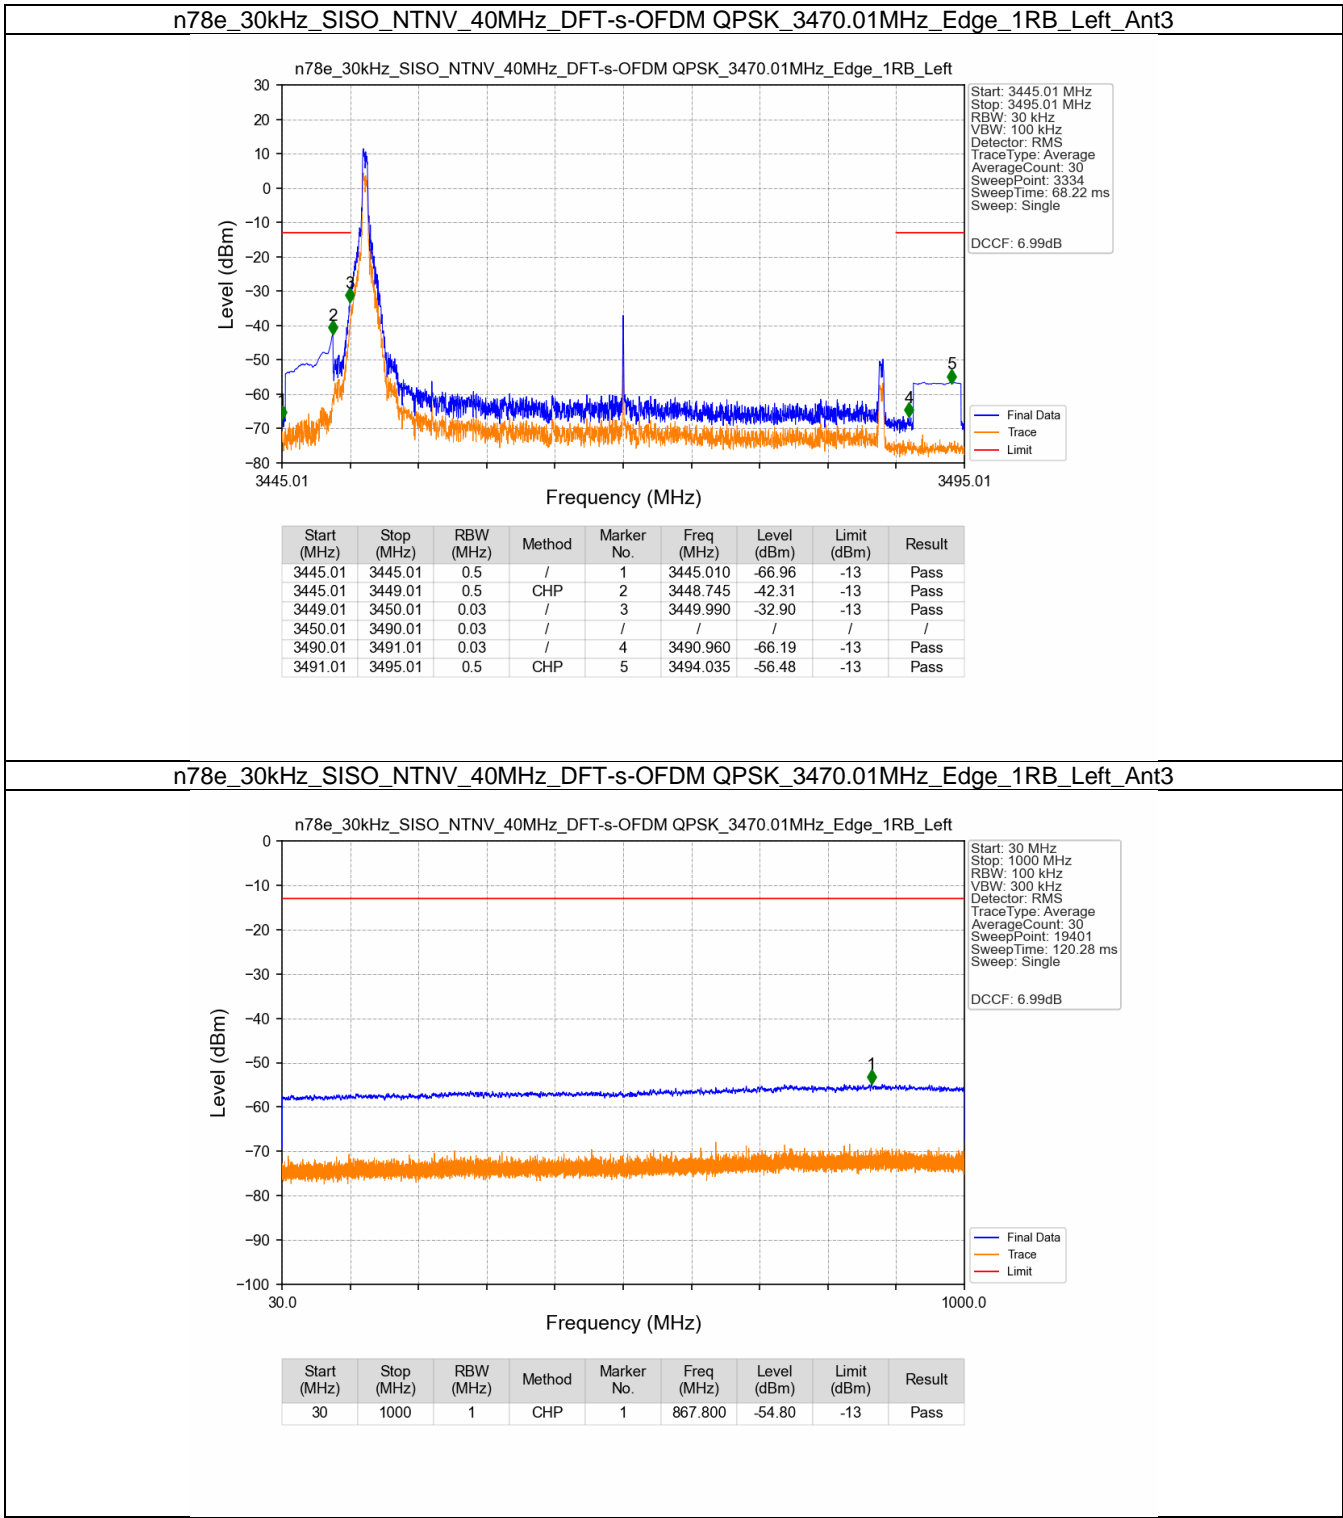 n78e_30kHz_SISO_NTNV_40MHz_DFT-s-OFDM QPSK_3470.01MHz_Edge_1RB_Left_Ant3
n78e_30kHz_SISO_NTNV_40MHz_DFT-s-OFDM QPSK_3470.01MHz_Edge_1RB_Left
30
20
10
0
−10
−20
−30
−40
−50
−60
−70
−80
Level (dBm)
3
2
5
4
3445.01
3495.01
Frequency (MHz)
Start: 3445.01 MHz
Stop: 3495.01 MHz
RBW: 30 kHz
VBW: 100 kHz
Detector: RMS
TraceType: Average
AverageCount: 30
SweepPoint: 3334
SweepTime: 68.22 ms
Sweep: Single
DCCF: 6.99dB
Final Data
Trace
Limit
Start (MHz) Stop (MHz) RBW (MHz) Method Marker No. Freq (MHz) Level (dBm) Limit (dBm) Result
3445.01 3445.01 0.5 / 1 3445.010 -66.96 -13 Pass
3445.01 3449.01 0.5 CHP 2 3448.745 -42.31 -13 Pass
3449.01 3450.01 0.03 / 3 3449.990 -32.90 -13 Pass
3450.01 3490.01 0.03 / / / / / /
3490.01 3491.01 0.03 / 4 3490.960 -66.19 -13 Pass
3491.01 3495.01 0.5 CHP 5 3494.035 -56.48 -13 Pass
n78e_30kHz_SISO_NTNV_40MHz_DFT-s-OFDM QPSK_3470.01MHz_Edge_1RB_Left_Ant3
n78e_30kHz_SISO_NTNV_40MHz_DFT-s-OFDM QPSK_3470.01MHz_Edge_1RB_Left
0
−10
−20
−30
−40
−50
−60
−70
−80
−90
−100
Level (dBm)
1
30.0
1000.0
Frequency (MHz)
Start: 30 MHz
Stop: 1000 MHz
RBW: 100 kHz
VBW: 300 kHz
Detector: RMS
TraceType: Average
AverageCount: 30
SweepPoint: 19401
SweepTime: 120.28 ms
Sweep: Single
DCCF: 6.99dB
Final Data
Trace
Limit
Start (MHz) Stop (MHz) RBW (MHz) Method Marker No. Freq (MHz) Level (dBm) Limit (dBm) Result
30 1000 1 CHP 1 867.800 -54.80 -13 Pass